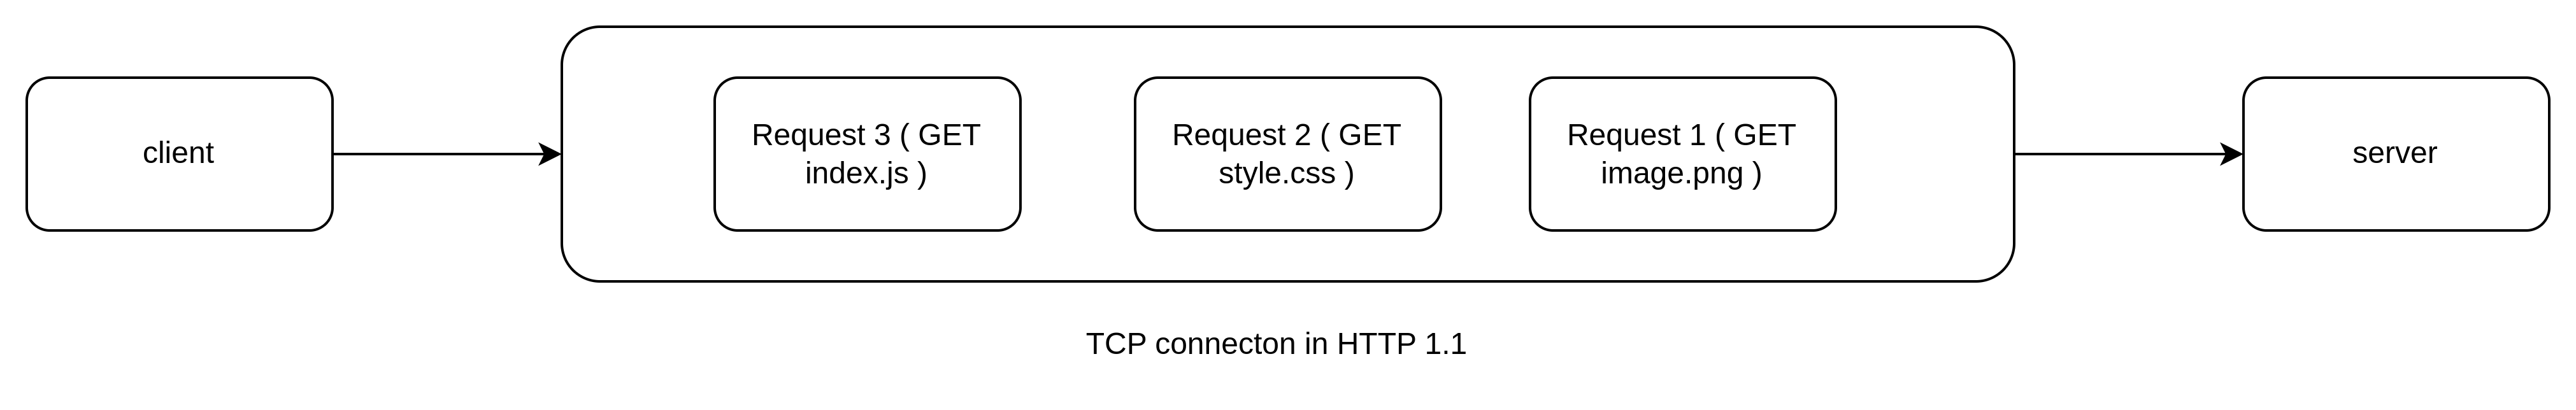 client
Request 3 ( GET
index.js )
Request 2 ( GET
style.css )
Request 1 ( GET
image.png )
server
TCP connecton in HTTP 1.1